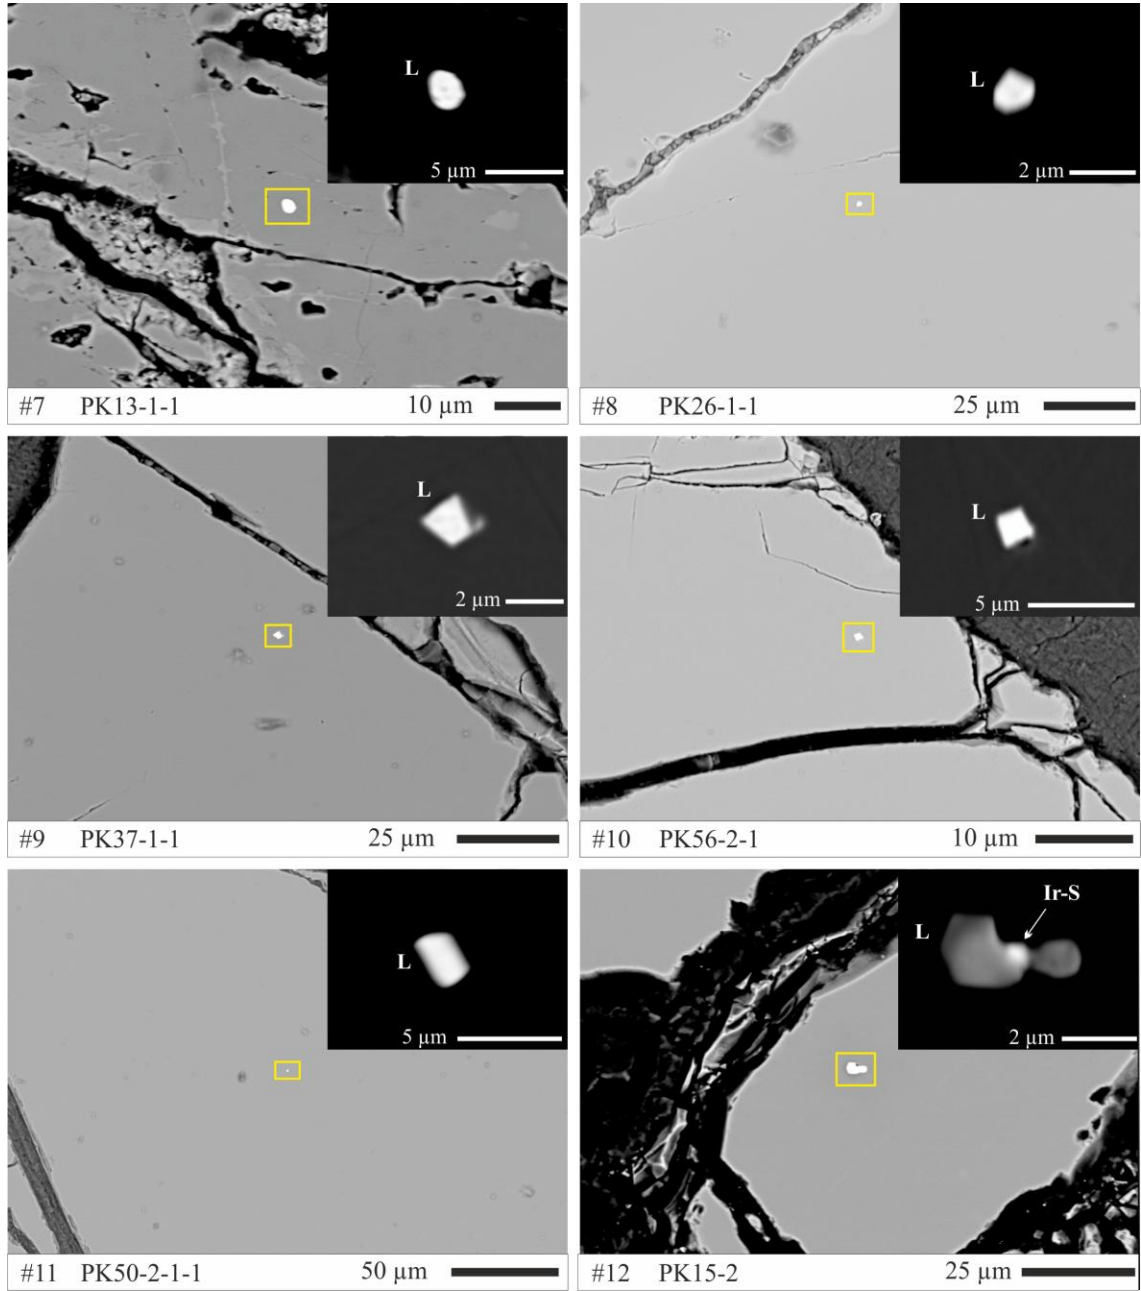 L
5 µm
#7 PK13-1-1 10 µm
L
2 µm
#8 PK26-1-1 25 µm
L
2 µm
#9 PK37-1-1 25 µm
L
5 µm
#10 PK56-2-1 10 µm
L
5 µm
#11 PK50-2-1-1 50 µm
Ir-S
L
2 µm
#12 PK15-2 25 µm